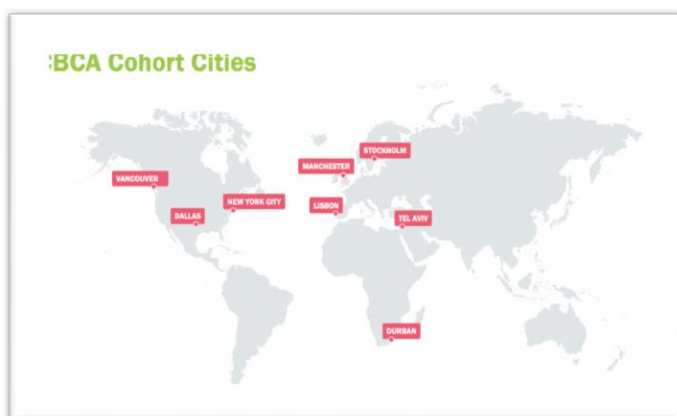 BCA Cohort Cities
STOCKHOLM
MANCHESTER
VANCOUVER
NEW YORK CITY
LISBON
DALLAS
TEL AVIV
DURBAN